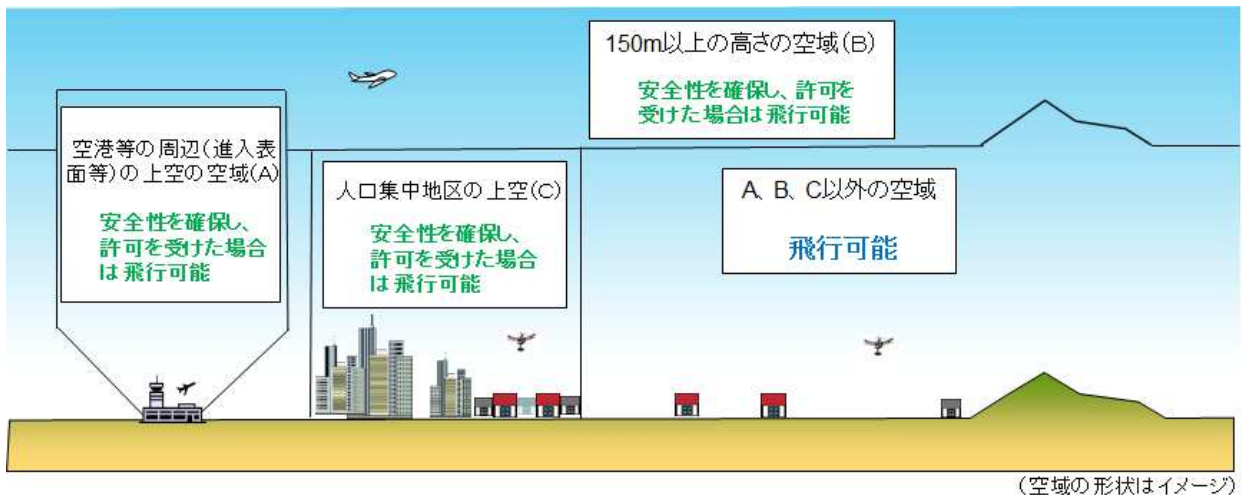 150m以上の高さの空域(B)
安全性を確保し、許可を
受けた場合は飛行可能
空港等の周辺(進入表
面等)の上空の空域(A)
安全性を確保し、
許可を受けた場合
は飛行可能
人口集中地区の上空(C)
安全性を確保し、
許可を受けた場合
は飛行可能
A、B、C以外の空域
飛行可能
(空域の形状はイメージ)